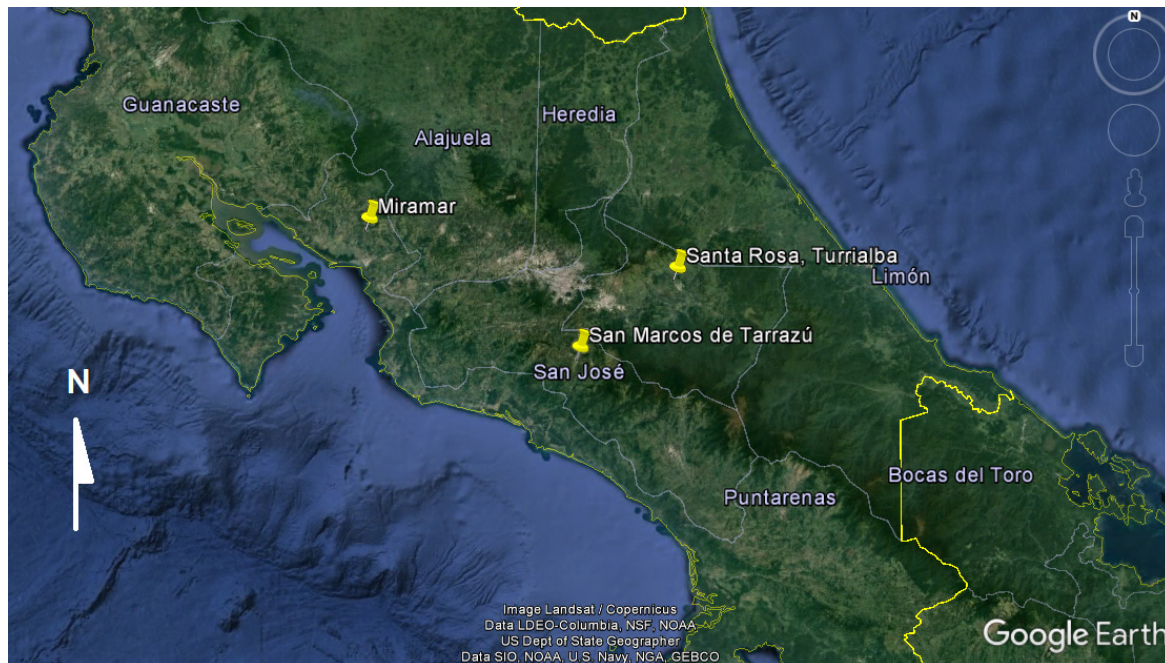 N
Guanacaste
Heredia
Alajuela
Miramar
Santa Rosa, Turrialba
Limón
San Marcos de Tarrazú
San José
N
Bocas del Toro
Puntarenas
Image Landsat / Copernicus
Data LDEO-Columbia, NSF, NOAA
US Dept of State Geographer
Data SIO, NOAA, U.S. Navy, NGA, GEBCO
Google Earth